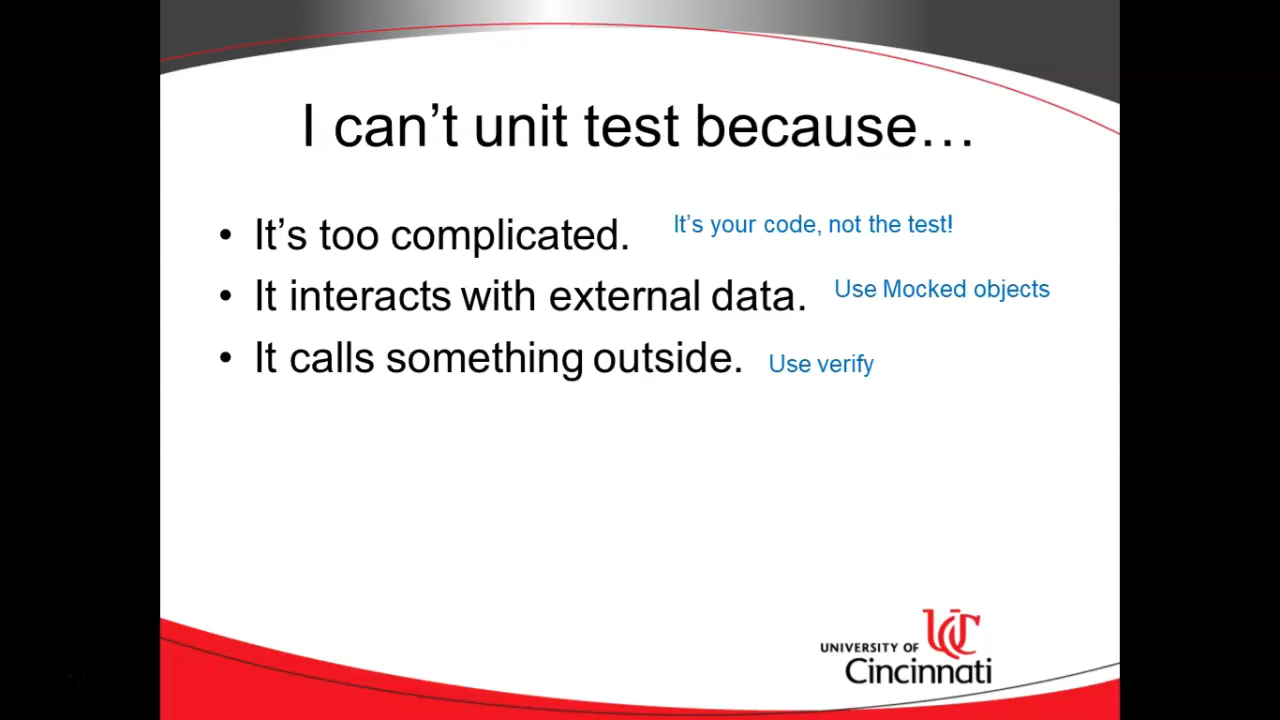 I can’t unit test because…
• It’s too complicated. It’s your code, not the test!
• It interacts with external data. Use Mocked objects
• It calls something outside. Use verify
UC
UNIVERSITY OF
Cincinnati